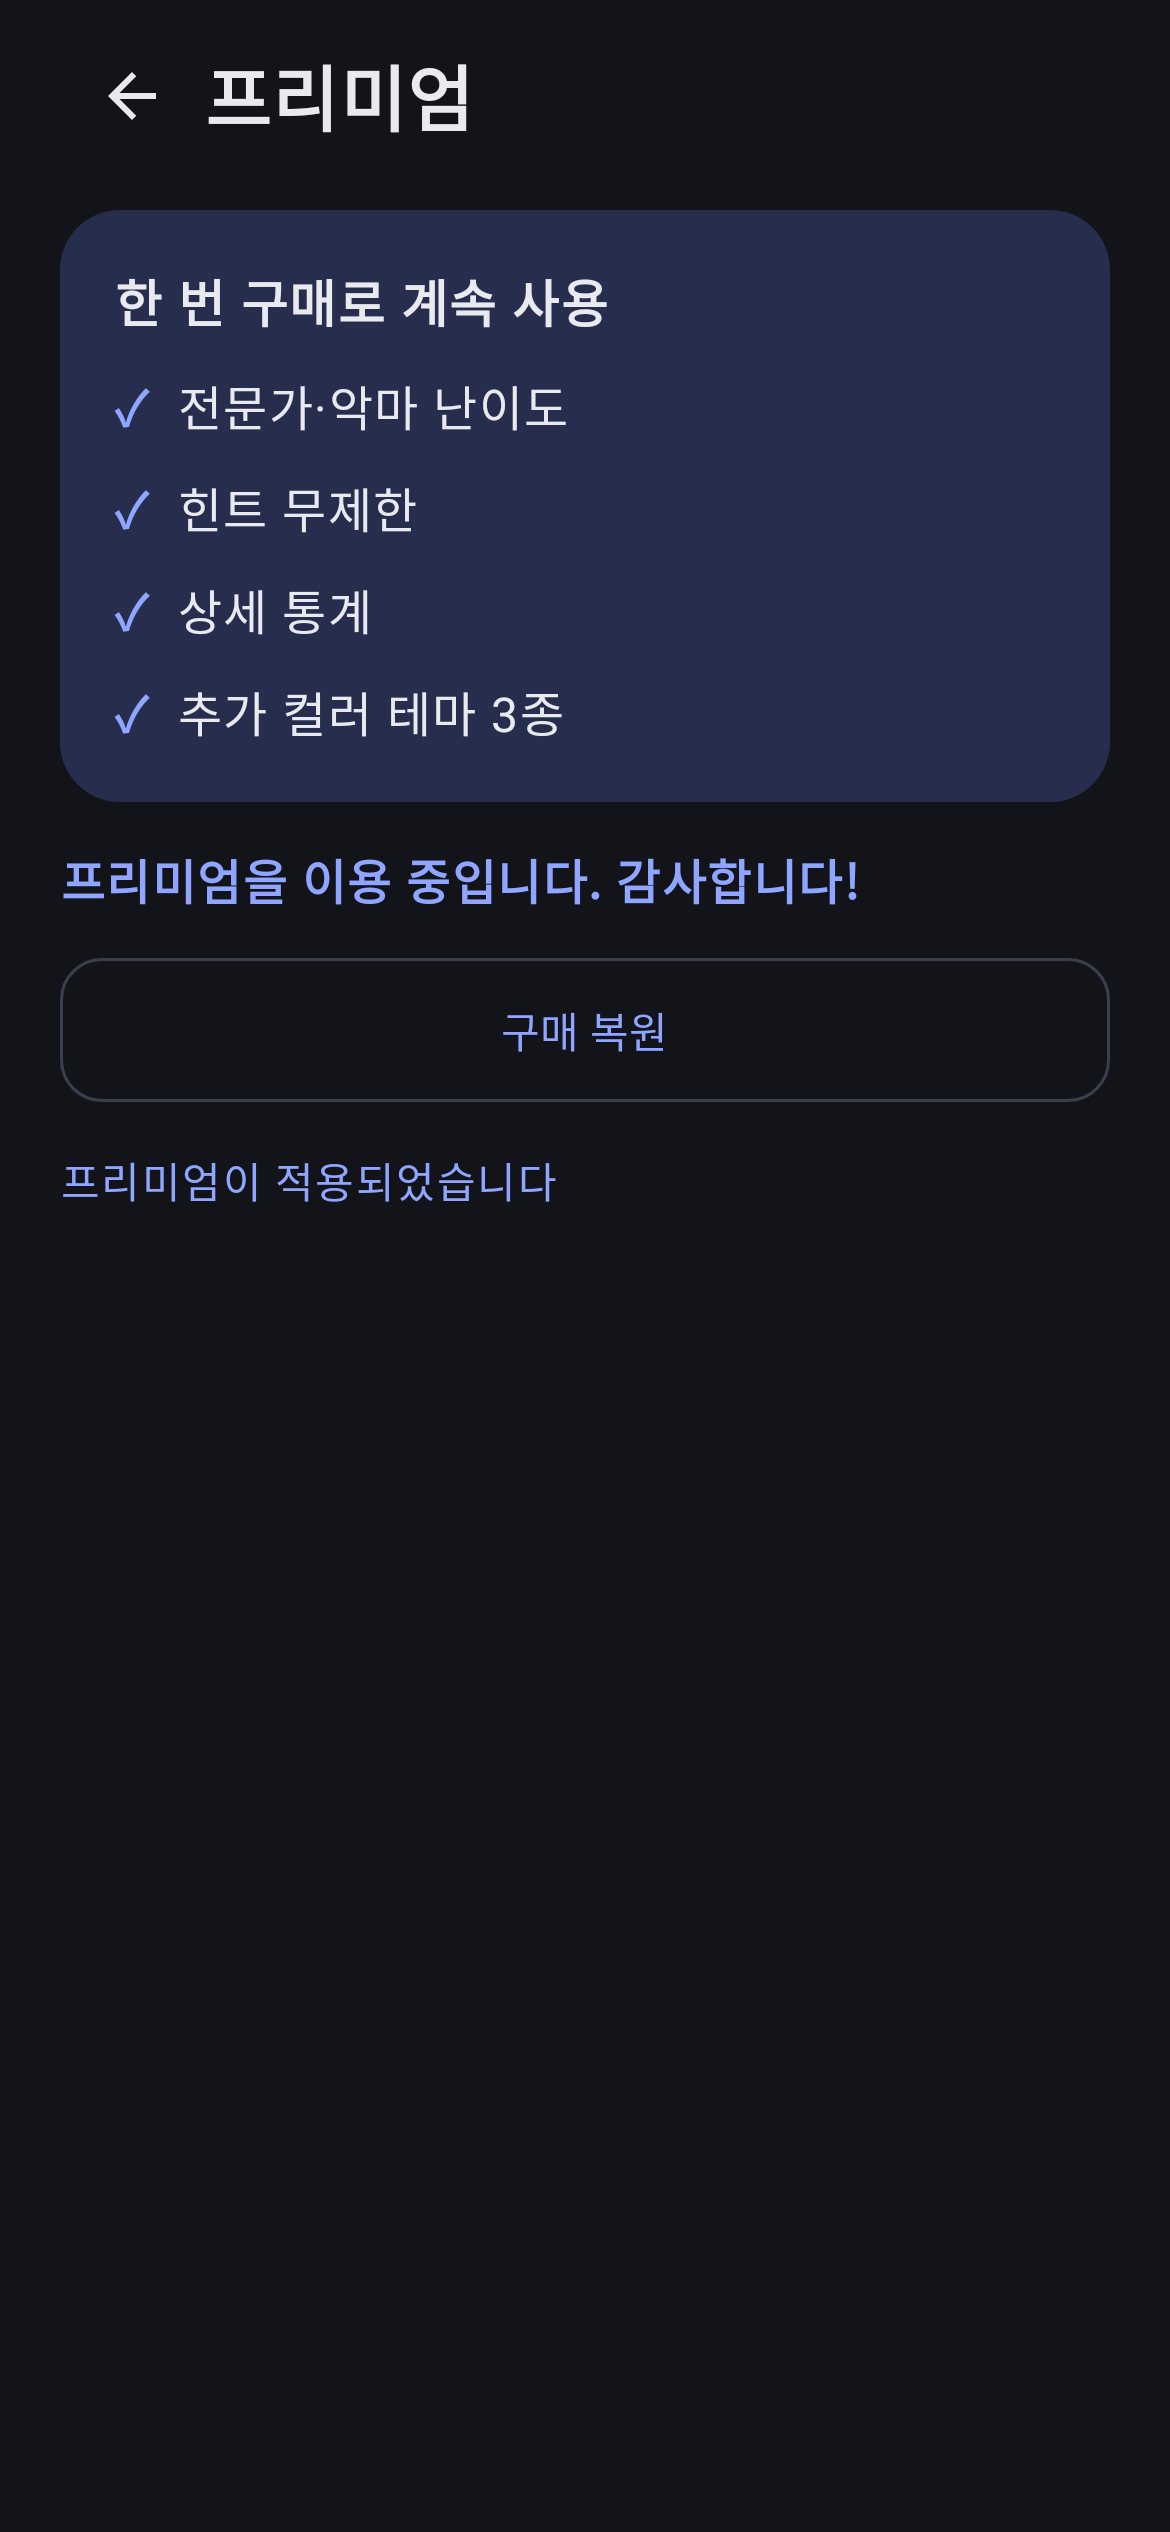 프리미엄
한 번 구매로 계속 사용
✓ 전문가·악마 난이도
✓ 힌트 무제한
✓ 상세 통계
✓ 추가 컬러 테마 3종
프리미엄을 이용 중입니다. 감사합니다!
구매 복원
프리미엄이 적용되었습니다